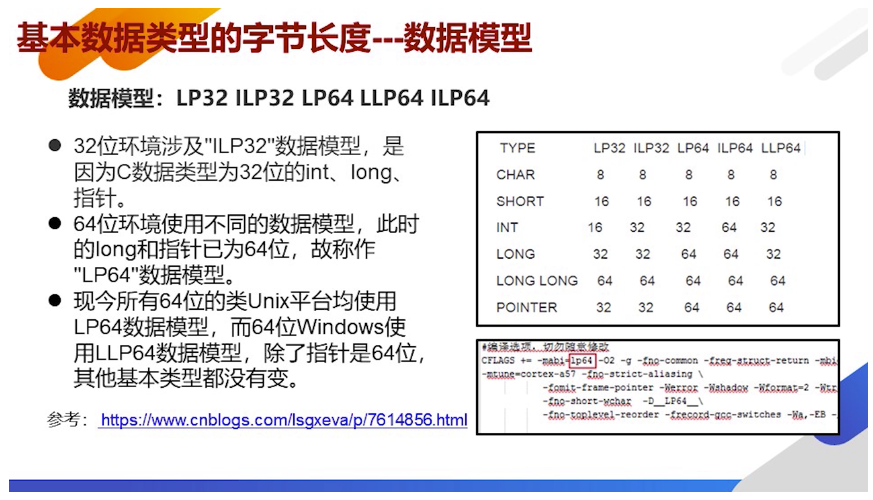 基本数据类型的字节长度---数据模型
数据模型：LP32 ILP32 LP64 LLP64 ILP64
● 32位环境涉及"ILP32"数据模型，是
因为C数据类型为32位的int、long、
指针。
● 64位环境使用不同的数据模型，此时
的long和指针已为64位，故称作
"LP64"数据模型。
● 现今所有64位的类Unix平台均使用
LP64数据模型，而64位Windows使
用LLP64数据模型，除了指针是64位，
其他基本类型都没有变。
参考： https://www.cnblogs.com/lsgxeva/p/7614856.html
TYPE LP32 ILP32 LP64 ILP64 LLP64
CHAR 8 8 8 8 8
SHORT 16 16 16 16 16
INT 16 32 32 64 32
LONG 32 32 64 64 32
LONG LONG 64 64 64 64 64
POINTER 32 32 64 64 64
#编译选项，切勿随意修改
CFLAGS += -mabi=lp64 -O2 -g -fno-common -freg-struct-return -mbi
-mtune=cortex-a57 -fno-strict-aliasing \
-fomit-frame-pointer -Werror -Wshadow -Wformat=2 -Wtr
-fno-short-wchar -D__LP64__\
-fno-toplevel-reorder -frecord-gcc-switches -Wa,-EB -